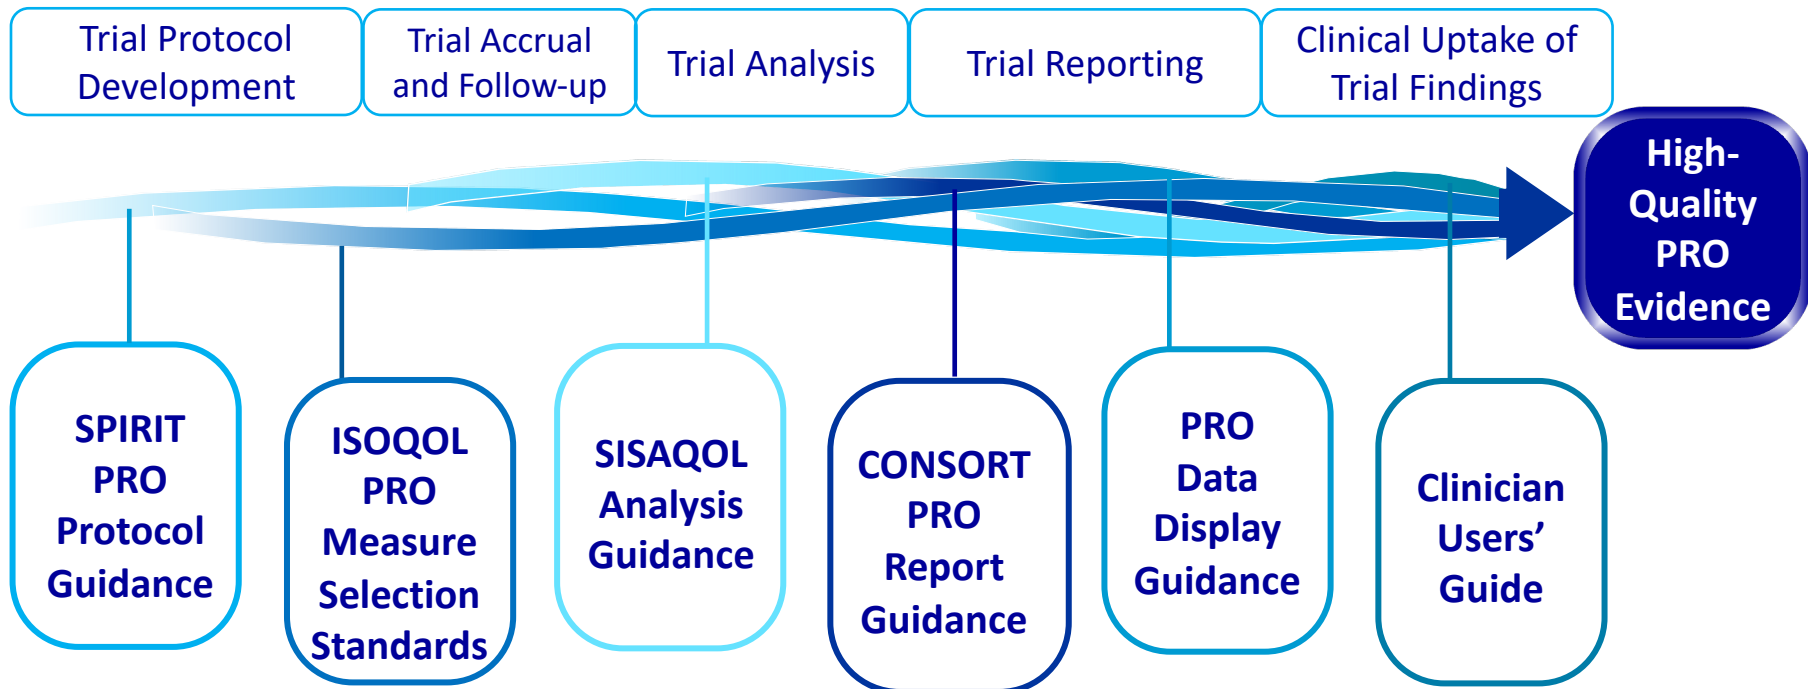 Trial Protocol
Development
Trial Accrual
and Follow-up
Trial Analysis
Trial Reporting
Clinical Uptake of
Trial Findings
High-
Quality
PRO
Evidence
SPIRIT
PRO
Protocol
Guidance
ISOQOL
PRO
Measure
Selection
Standards
SISAQOL
Analysis
Guidance
CONSORT
PRO
Report
Guidance
PRO
Data
Display
Guidance
Clinician
Users’
Guide